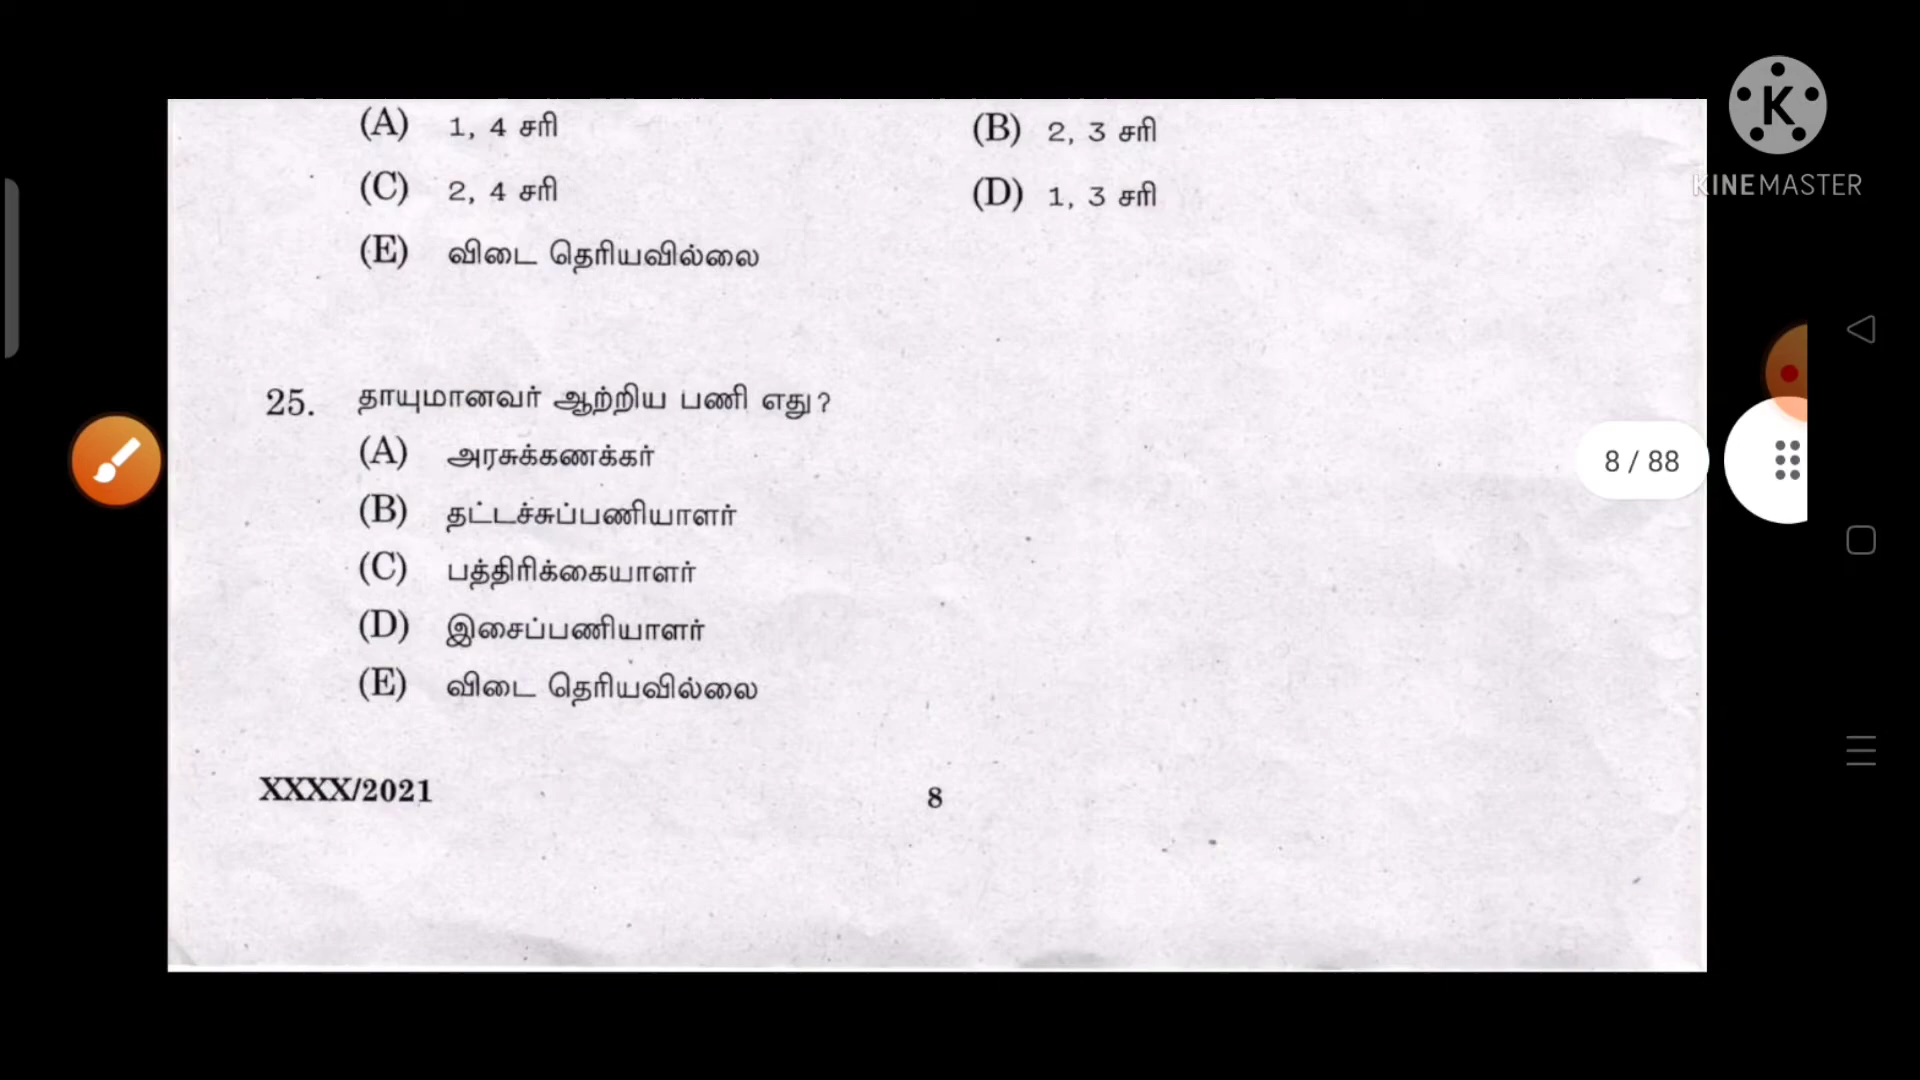 (A) 1, 4 சரி (B) 2, 3 சரி
(C) 2, 4 சரி (D) 1, 3 சரி
(E) விடை தெரியவில்லை
25. தாயுமானவர் ஆற்றிய பணி எது?
(A) அரசுக்கணக்கர்
(B) தட்டச்சுப்பணியாளர்
(C) பத்திரிக்கையாளர்
(D) இசைப்பணியாளர்
(E) விடை தெரியவில்லை
XXXX/2021 8
K
KINEMASTER
8 / 88